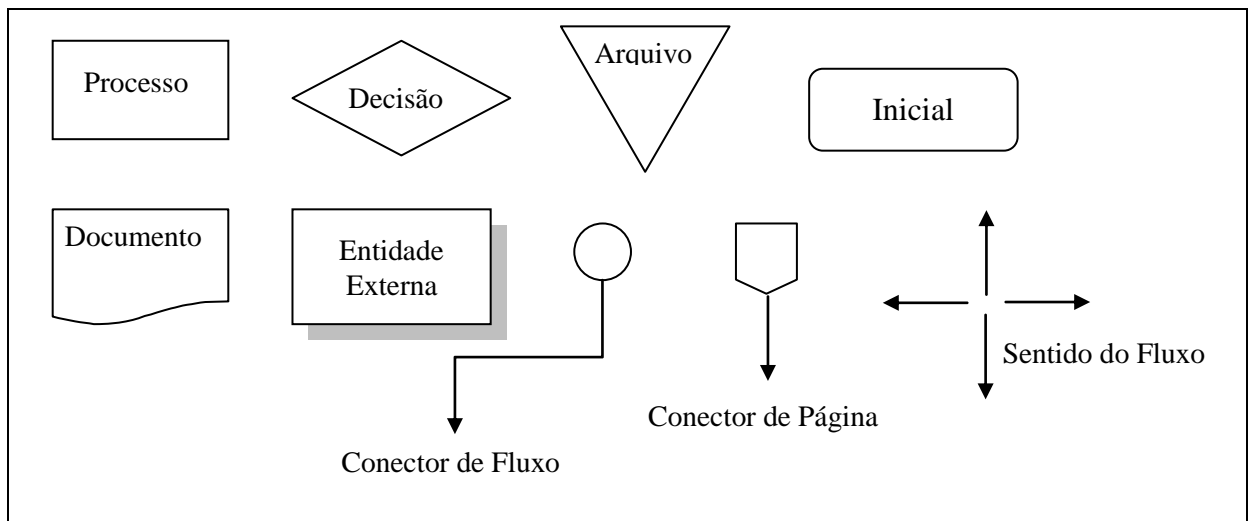 Processo
Decisão
Arquivo
Inicial
Documento
Entidade
Externa
Sentido do Fluxo
Conector de Página
Conector de Fluxo